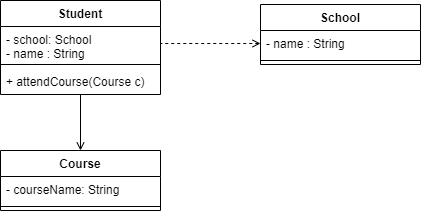 Student
- school: School
- name : String
+ attendCourse(Course c)
School
- name : String
Course
- courseName: String